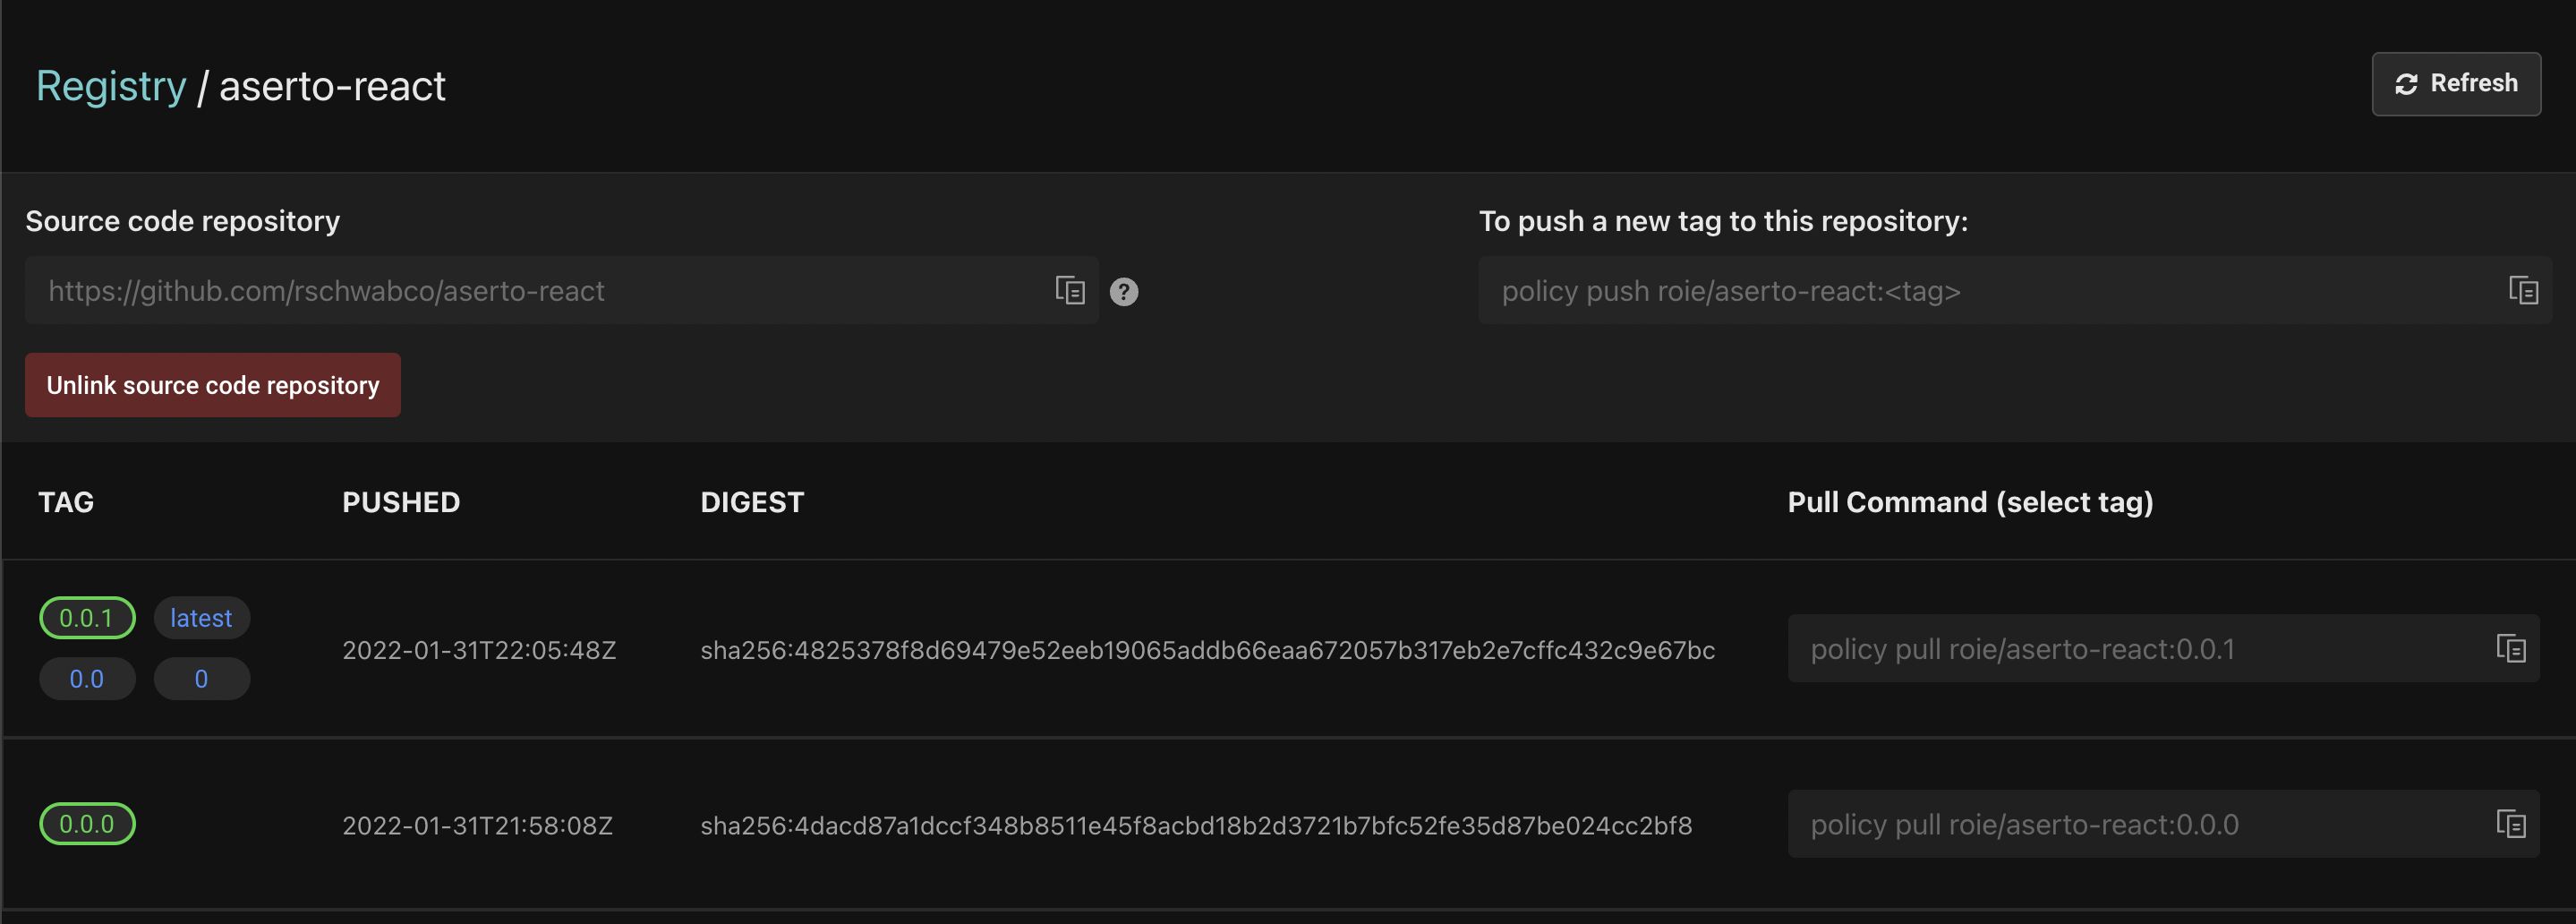 Registry / aserto-react
Refresh
Source code repository
https://github.com/rschwabco/aserto-react
?
Unlink source code repository
To push a new tag to this repository:
policy push roie/aserto-react:<tag>
TAG PUSHED DIGEST Pull Command (select tag)
0.0.1 latest
0.0 0
2022-01-31T22:05:48Z
sha256:4825378f8d69479e52eeb19065addb66eaa672057b317eb2e7cffc432c9e67bc
policy pull roie/aserto-react:0.0.1
0.0.0
2022-01-31T21:58:08Z
sha256:4dacd87a1dccf348b8511e45f8acbd18b2d3721b7bfc52fe35d87be024cc2bf8
policy pull roie/aserto-react:0.0.0